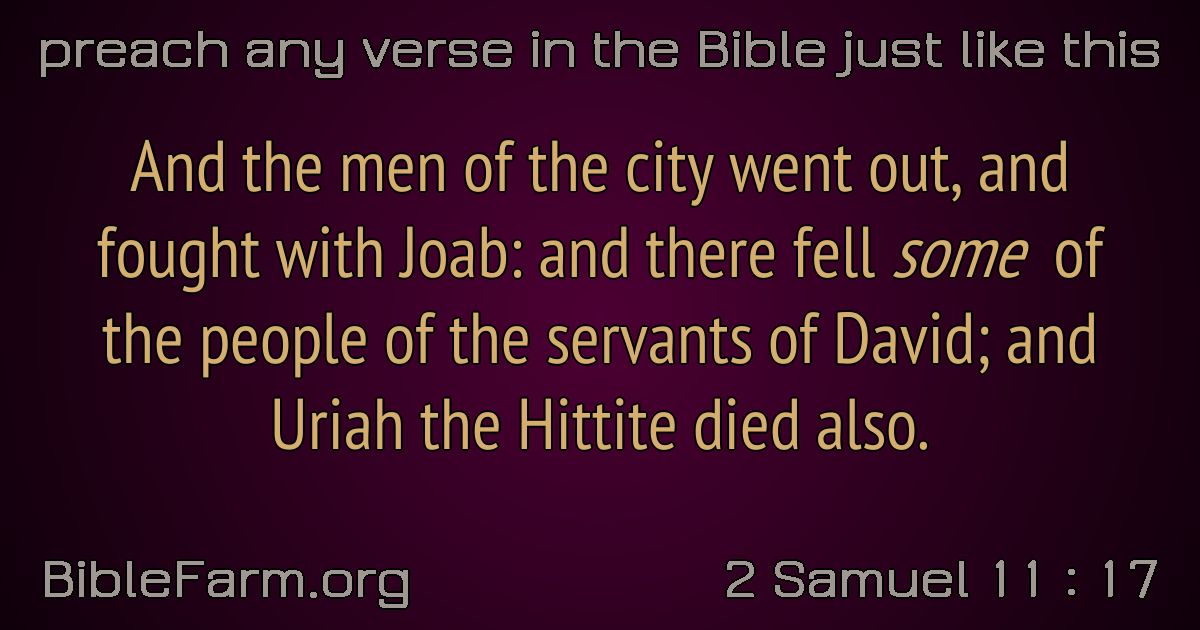 preach any verse in the Bible just like this
And the men of the city went out, and
fought with Joab: and there fell some of
the people of the servants of David; and
Uriah the Hittite died also.
BibleFarm.org
2 Samuel 11 : 17